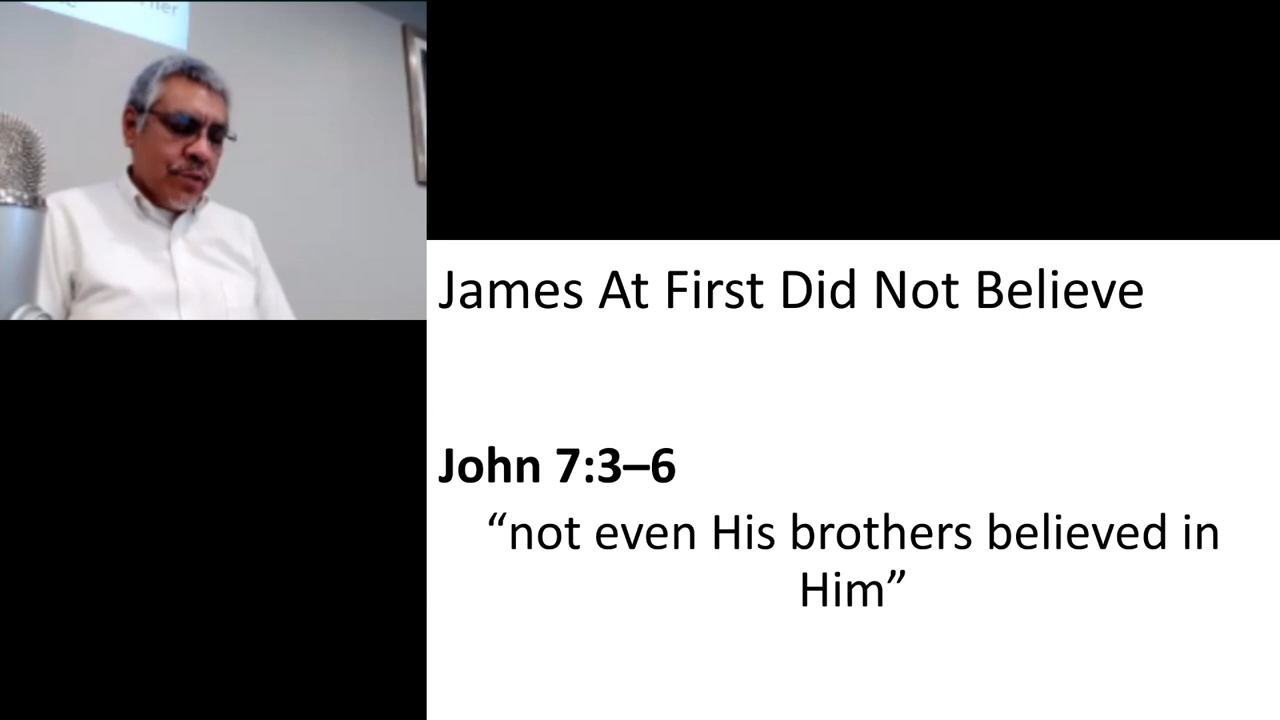 James At First Did Not Believe
John 7:3–6
“not even His brothers believed in
Him”